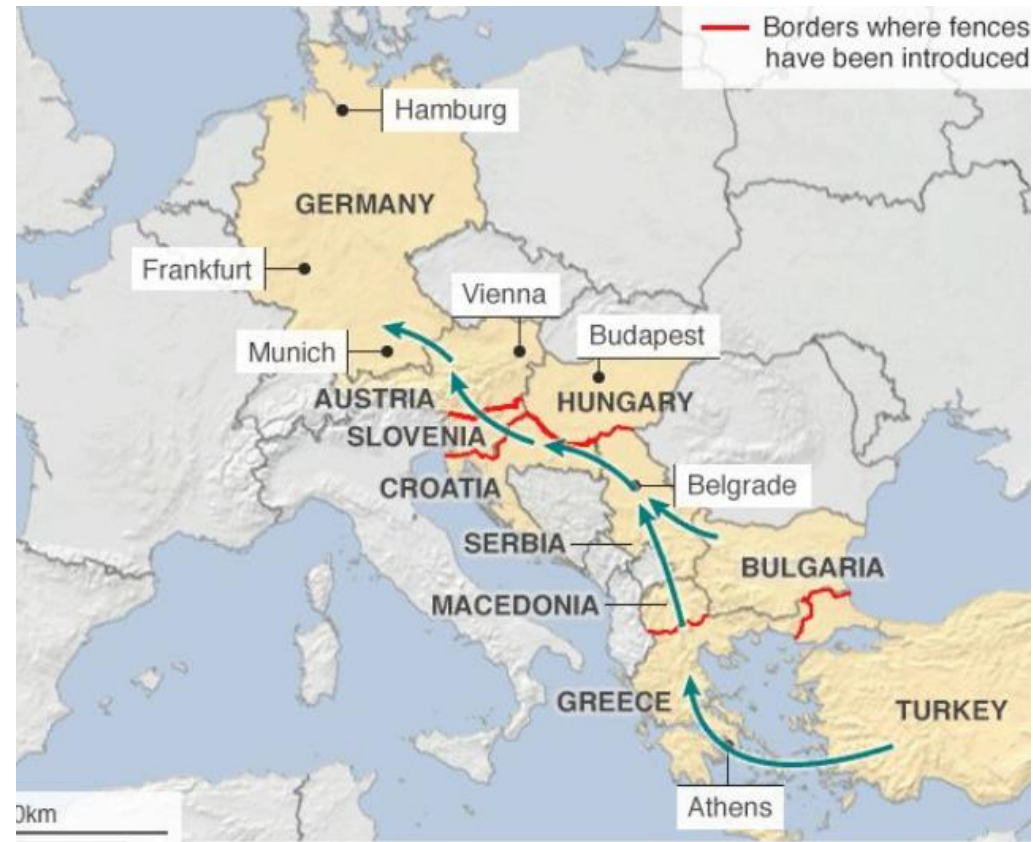 Borders where fences
have been introduced
Hamburg
GERMANY
Frankfurt
Vienna
Budapest
Munich
AUSTRIA
HUNGARY
SLOVENIA
CROATIA
Belgrade
SERBIA
BULGARIA
MACEDONIA
GREECE
TURKEY
Athens
0km